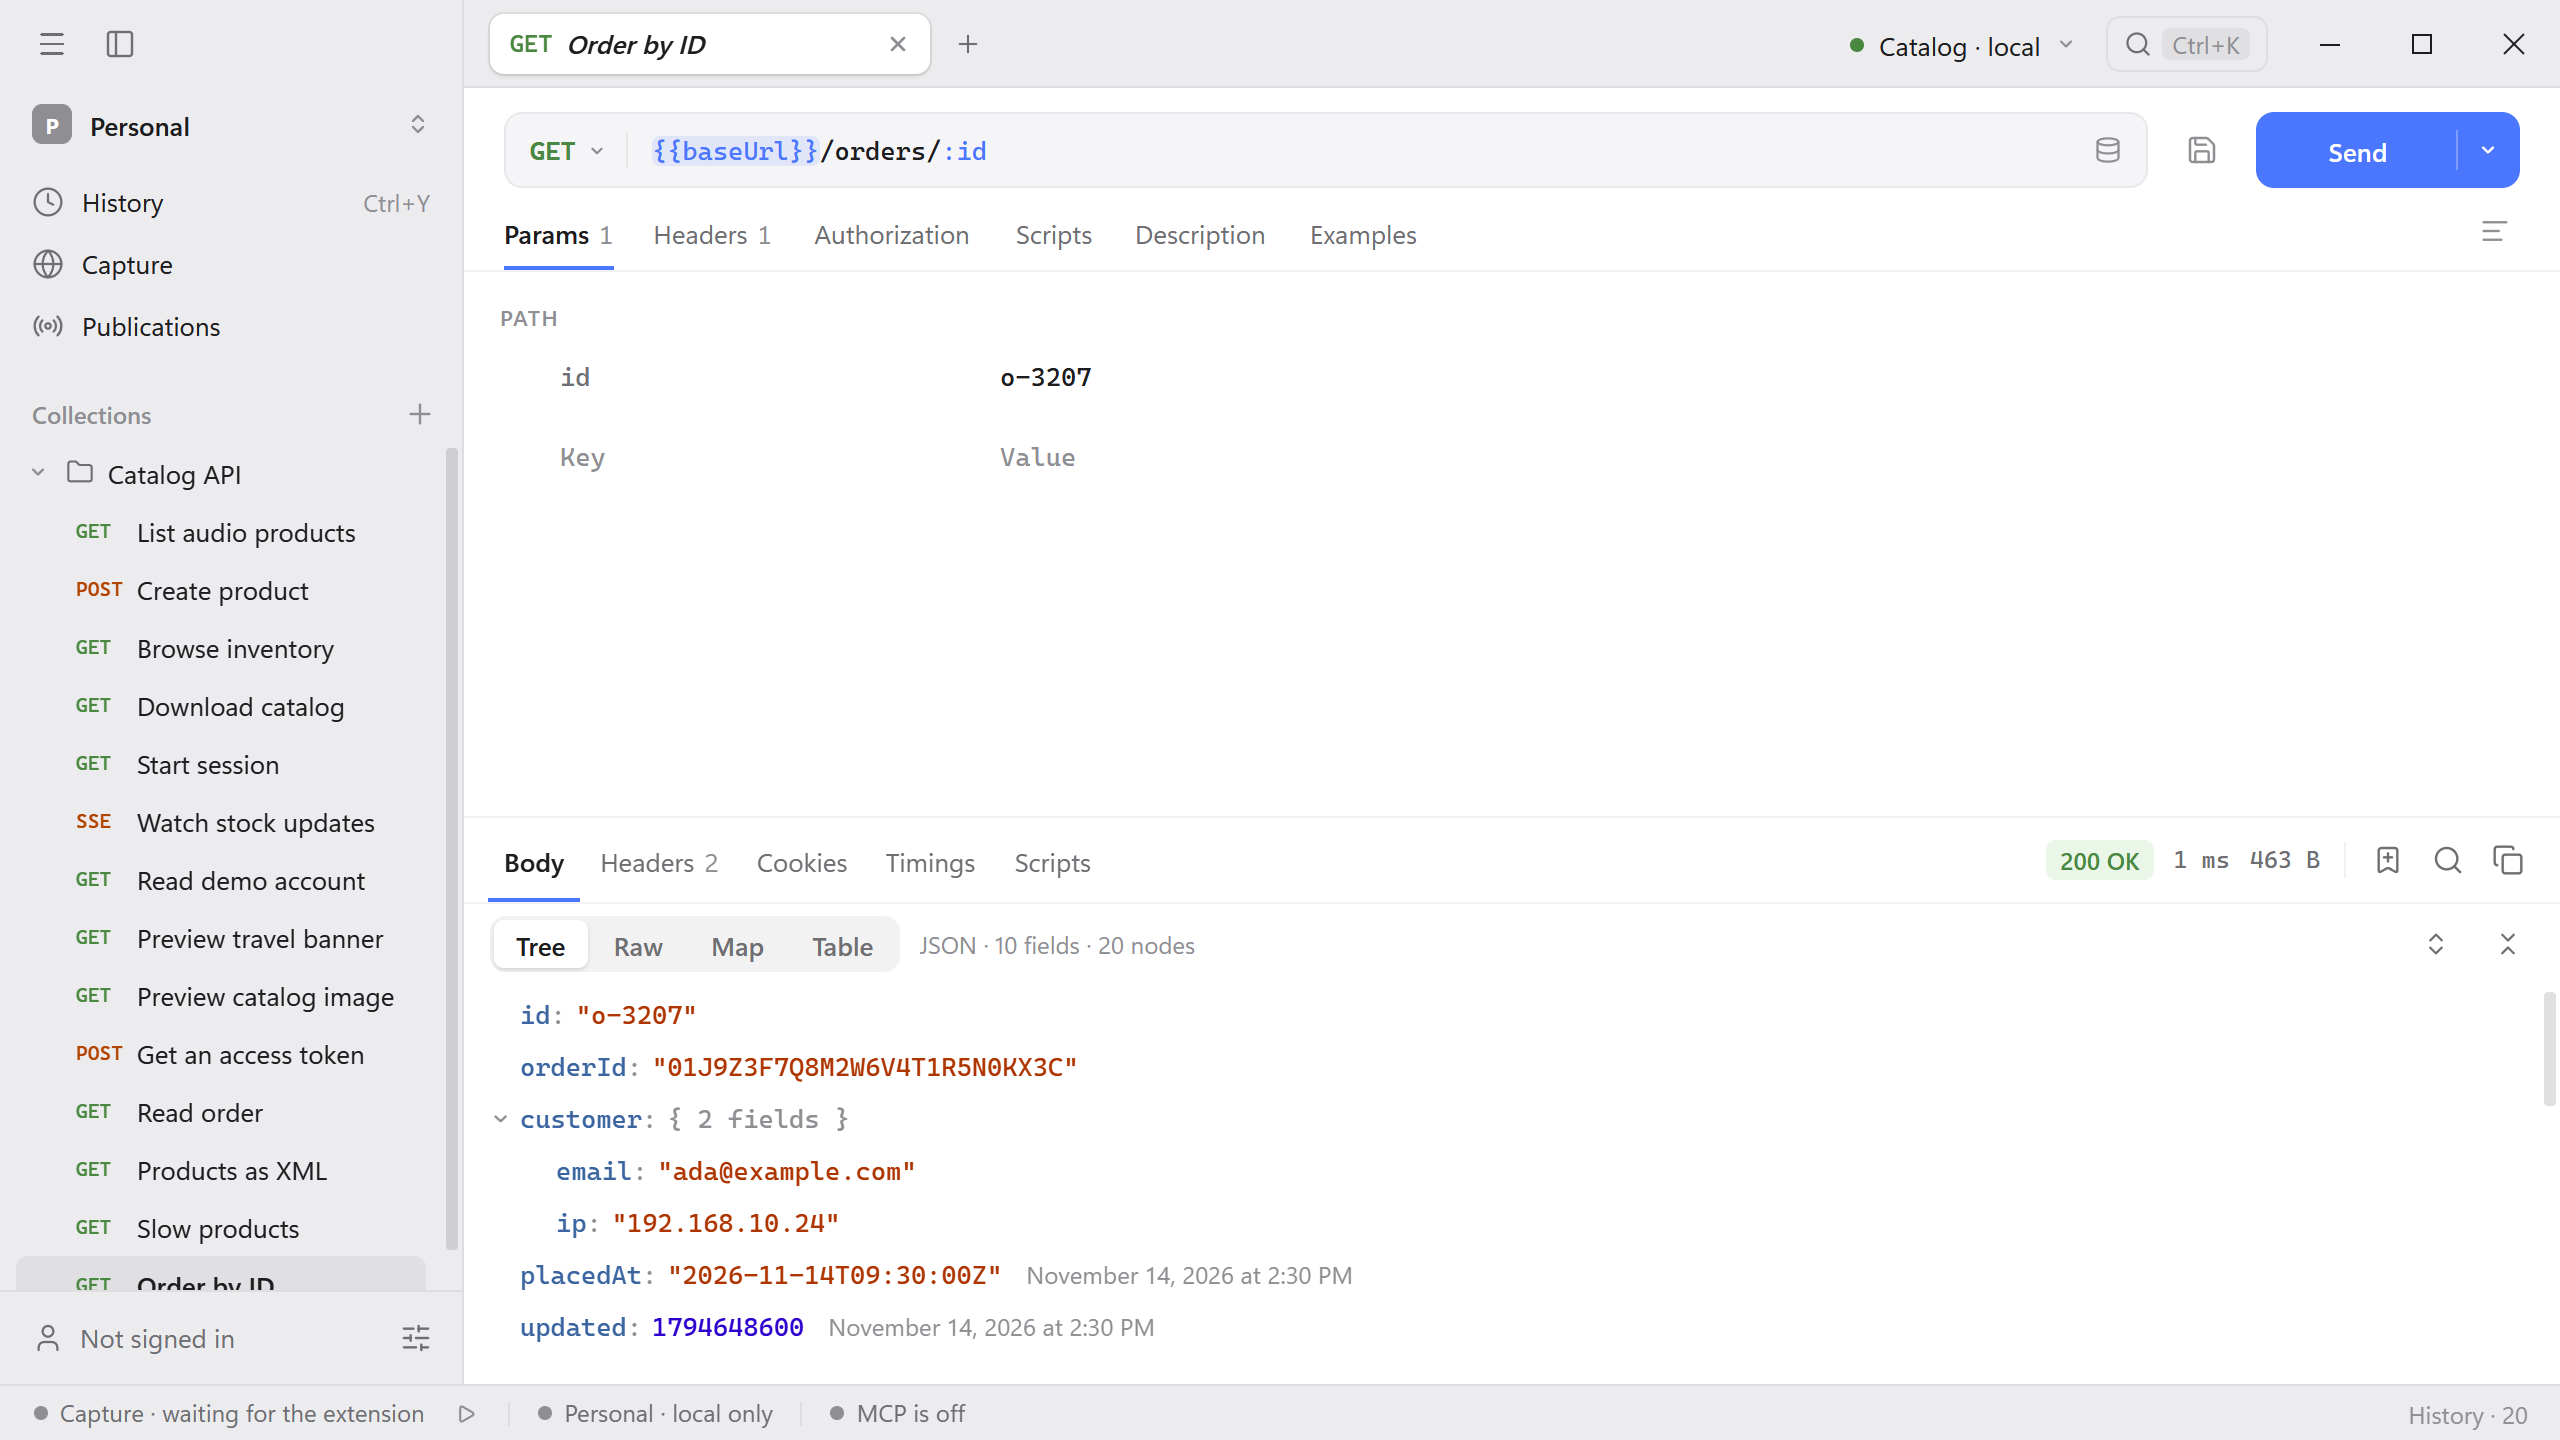 GET Order by ID
Catalog · local
Ctrl+K
P Personal
History Ctrl+Y
Capture
Publications
Collections
Catalog API
GET List audio products
POST Create product
GET Browse inventory
GET Download catalog
GET Start session
SSE Watch stock updates
GET Read demo account
GET Preview travel banner
GET Preview catalog image
POST Get an access token
GET Read order
GET Products as XML
GET Slow products
GET Order by ID
Not signed in
GET {{baseUrl}}/orders/:id
Send
Params 1 Headers 1 Authorization Scripts Description Examples
PATH
id o-3207
Key Value
Body Headers 2 Cookies Timings Scripts
200 OK 1 ms 463 B
Tree Raw Map Table JSON · 10 fields · 20 nodes
id: "o-3207"
orderId: "01J9Z3F7Q8M2W6V4T1R5N0KX3C"
customer: { 2 fields }
email: "ada@example.com"
ip: "192.168.10.24"
placedAt: "2026-11-14T09:30:00Z" November 14, 2026 at 2:30 PM
updated: 1794648600 November 14, 2026 at 2:30 PM
Capture · waiting for the extension
Personal · local only
MCP is off
History · 20